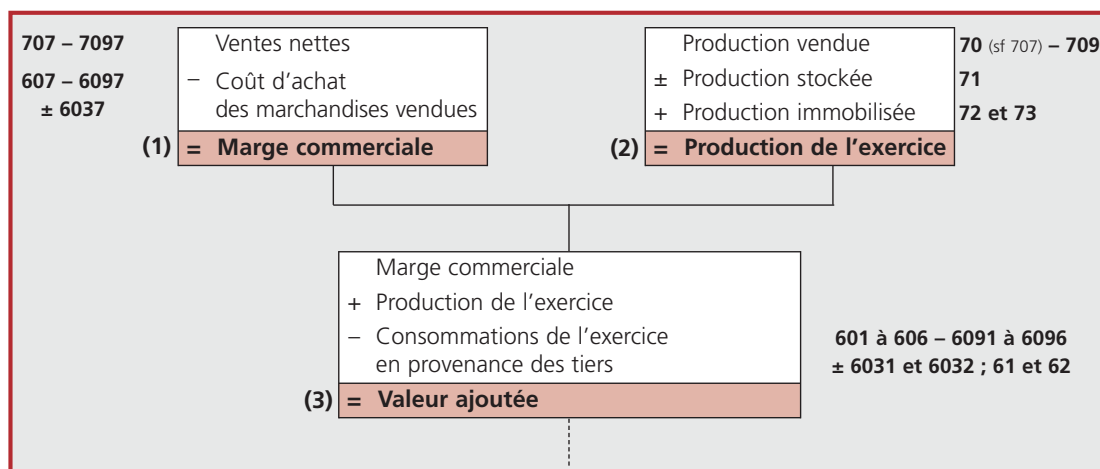 707 – 7097
Ventes nettes
607 – 6097
± 6037
– Coût d'achat
des marchandises vendues
(1) = Marge commerciale
Production vendue
70 (sf 707) – 709
± Production stockée
71
+ Production immobilisée
72 et 73
(2) = Production de l'exercice
Marge commerciale
+ Production de l'exercice
– Consommations de l'exercice
en provenance des tiers
601 à 606 – 6091 à 6096
± 6031 et 6032 ; 61 et 62
(3) = Valeur ajoutée